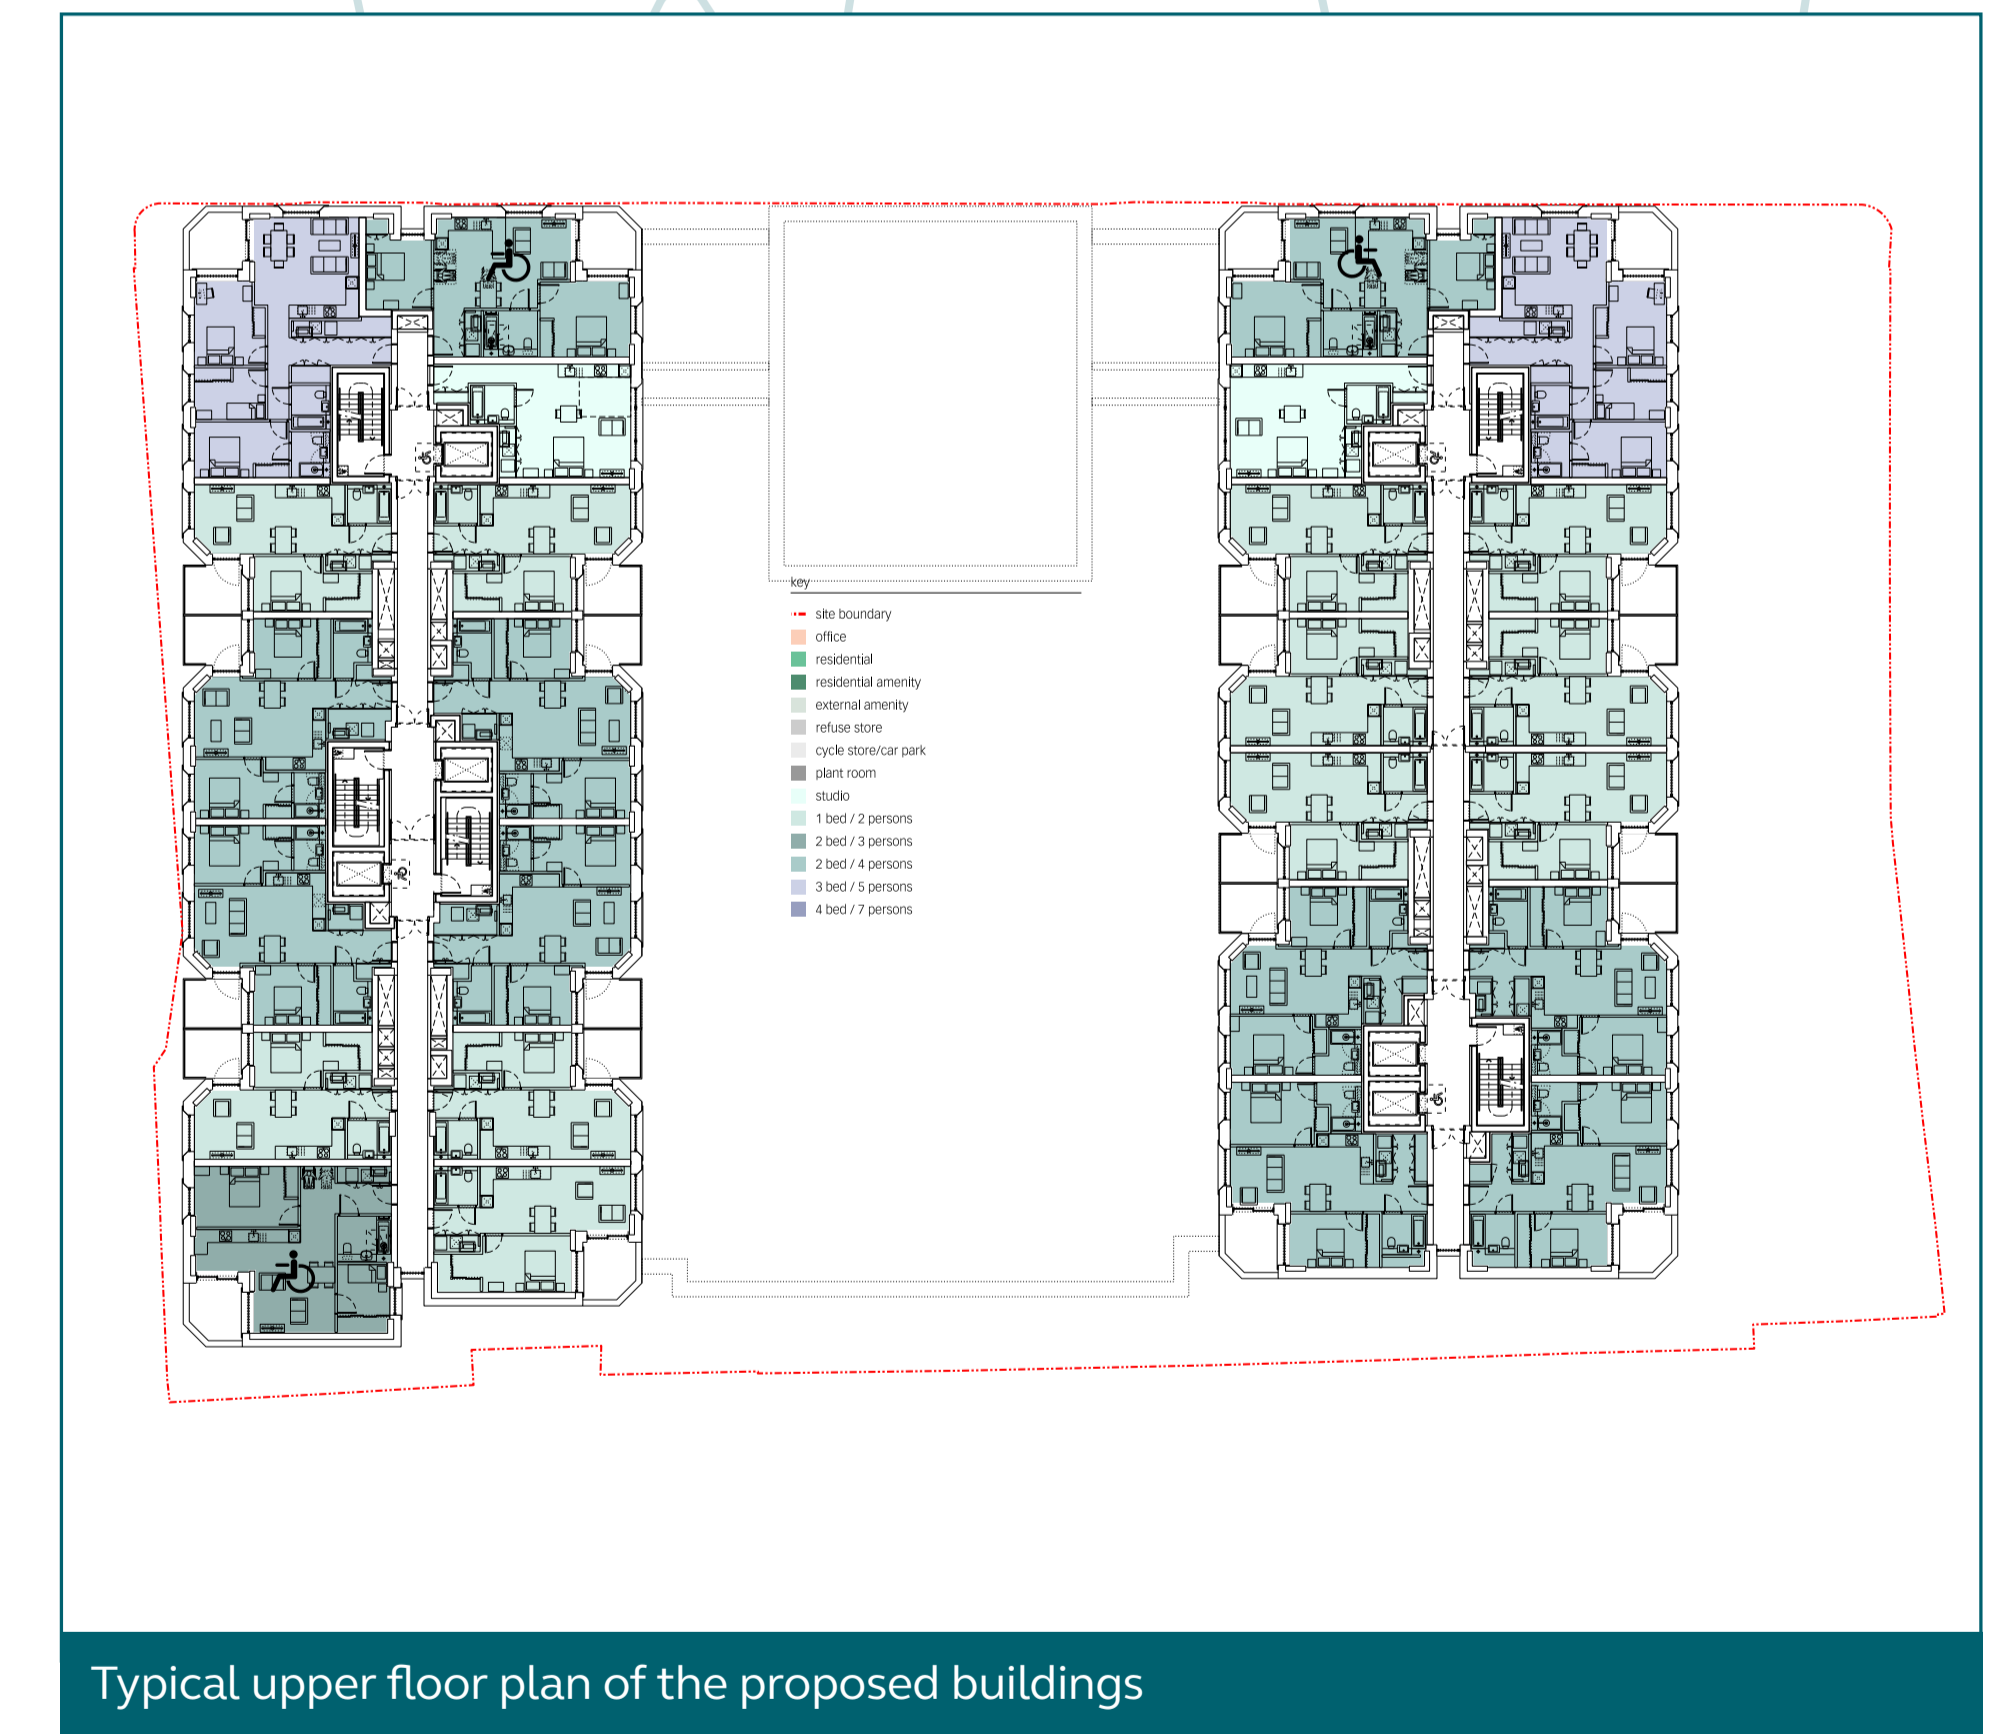 key
site boundary
office
residential
residential amenity
external amenity
refuse store
cycle store/car park
plant room
studio
1 bed / 2 persons
2 bed / 3 persons
2 bed / 4 persons
3 bed / 5 persons
4 bed / 7 persons
Typical upper floor plan of the proposed buildings